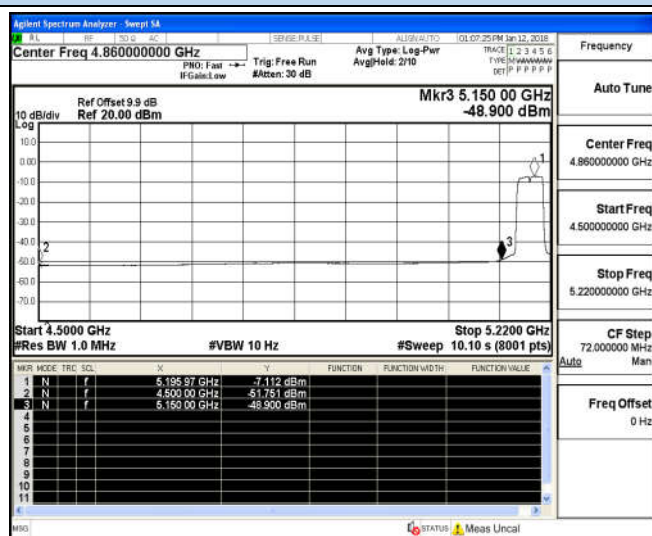 Agilent Spectrum Analyzer - Swept SA
RL RF 50 Ω AC SENSE:PULSE ALIGN AUTO 01:07:25 PM Jan 12, 2018
Center Freq 4.860000000 GHz
PNO: Fast
IFGain:Low
Trig: Free Run
#Atten: 30 dB
Avg Type: Log-Pwr
Avg|Hold: 2/10
TRACE 1 2 3 4 5 6
TYPE
DET P P P P P P
Ref Offset 9.9 dB
10 dB/div Ref 20.00 dBm
Log
Mkr3 5.150 00 GHz
-48.900 dBm
10.0
0.00
-10.0
-20.0
-30.0
-40.0
-50.0
-60.0
-70.0
1
2
3
Start 4.5000 GHz Stop 5.2200 GHz
#Res BW 1.0 MHz #VBW 10 Hz #Sweep 10.10 s (8001 pts)
MKR MODE TRC SCL X Y FUNCTION FUNCTION WIDTH FUNCTION VALUE
1 N f 5.195 97 GHz -7.112 dBm
2 N f 4.500 00 GHz -51.751 dBm
3 N f 5.150 00 GHz -48.900 dBm
4
5
6
7
8
9
10
11
MSG STATUS Meas Uncal
Frequency
Auto Tune
Center Freq
4.860000000 GHz
Start Freq
4.500000000 GHz
Stop Freq
5.220000000 GHz
CF Step
72.000000 MHz
Auto Man
Freq Offset
0 Hz